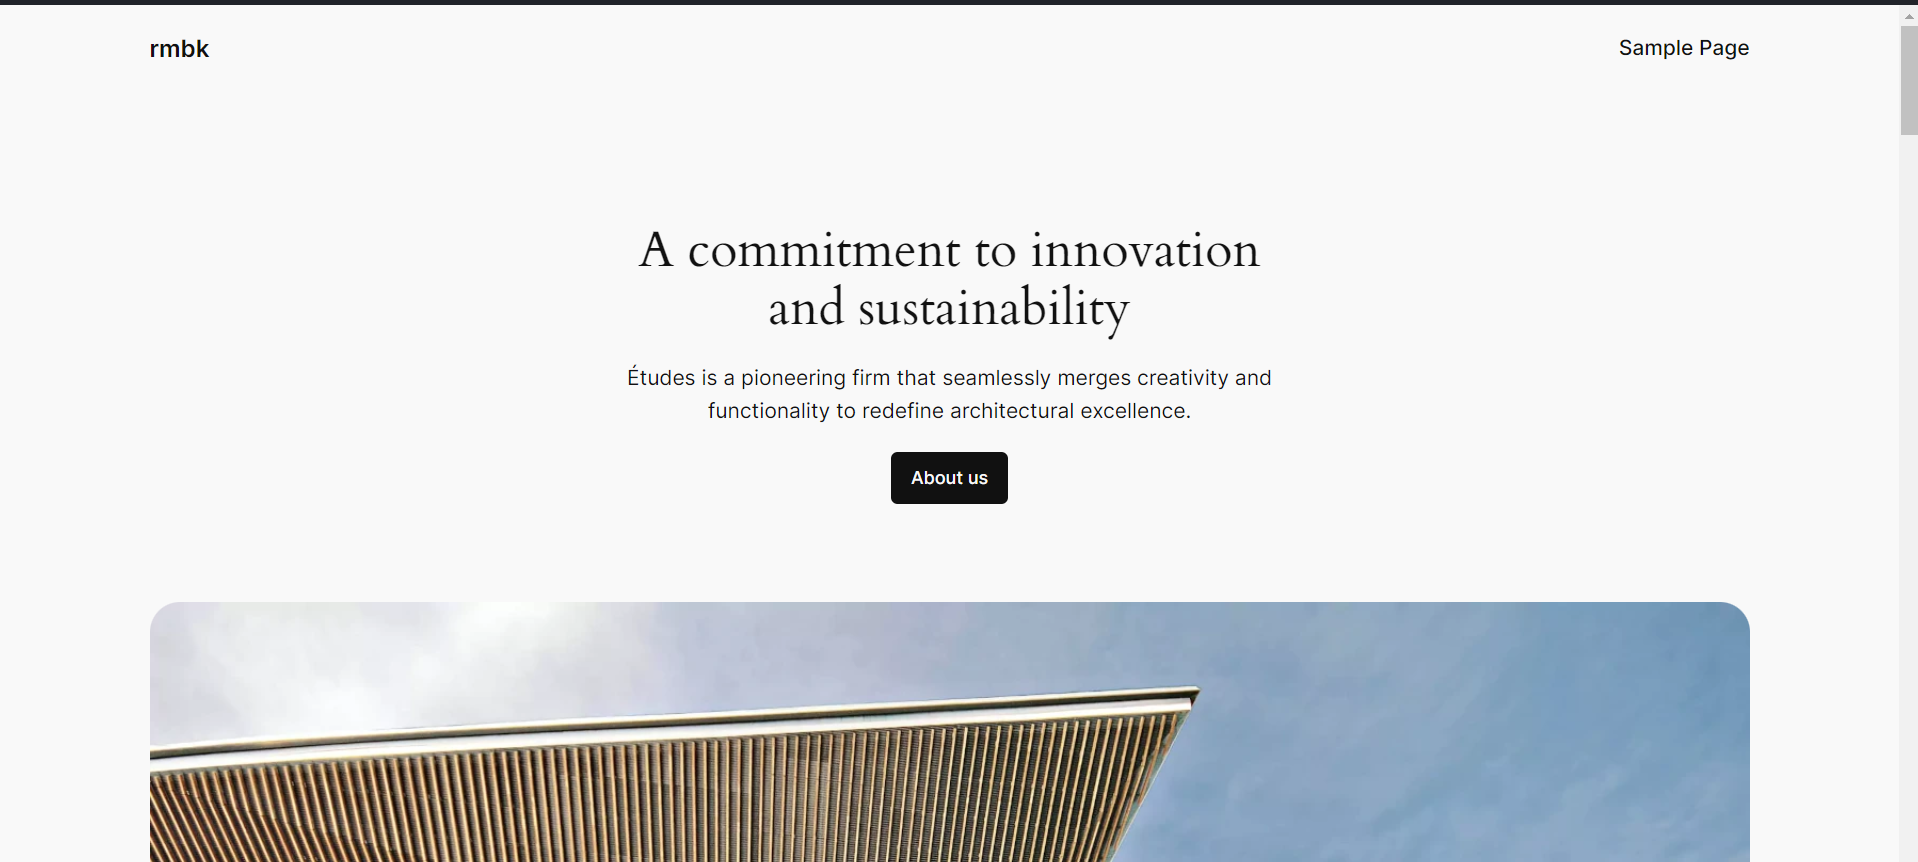 rmbk
Sample Page
A commitment to innovation
and sustainability
Études is a pioneering firm that seamlessly merges creativity and
functionality to redefine architectural excellence.
About us